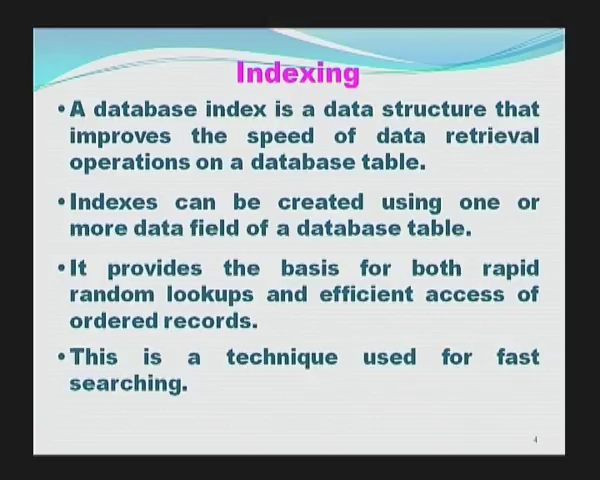 Indexing
•A database index is a data structure that
improves the speed of data retrieval
operations on a database table.
•Indexes can be created using one or
more data field of a database table.
•It provides the basis for both rapid
random lookups and efficient access of
ordered records.
•This is a technique used for fast
searching.
4